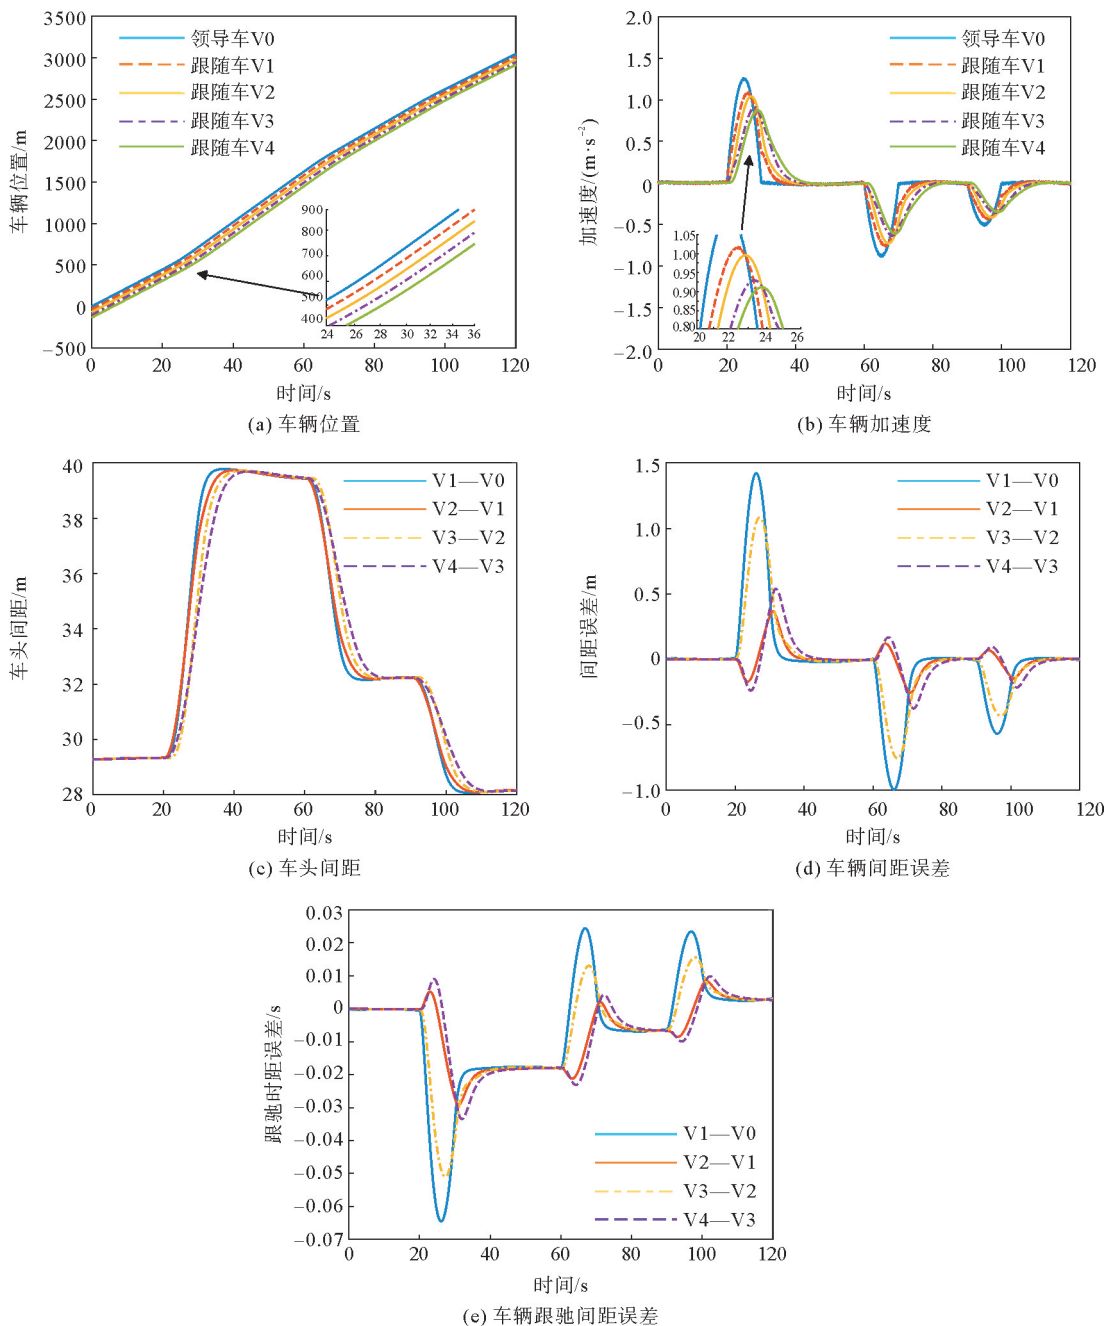 3500
3000
2500
2000
1500
1000
500
0
−500
车辆位置/m
领导车V0
跟随车V1
跟随车V2
跟随车V3
跟随车V4
900
800
700
600
500
400
24 26 28 30 32 34 36
0 20 40 60 80 100 120
时间/s
(a) 车辆位置
2.0
1.5
1.0
0.5
0
−0.5
−1.0
−2.0
加速度/(m·s⁻²)
领导车V0
跟随车V1
跟随车V2
跟随车V3
跟随车V4
1.05
1.00
0.95
0.90
0.85
0.80
20 22 24 26
0 20 40 60 80 100 120
时间/s
(b) 车辆加速度
40
38
36
34
32
29
28
车头间距/m
V1—V0
V2—V1
V3—V2
V4—V3
0 20 40 60 80 100 120
时间/s
(c) 车头间距
1.5
1.0
0.5
0
−0.5
−1.0
间距误差/m
V1—V0
V2—V1
V3—V2
V4—V3
0 20 40 60 80 100 120
时间/s
(d) 车辆间距误差
0.03
0.02
0.01
0
−0.01
−0.02
−0.03
−0.04
−0.05
−0.06
−0.07
跟驰时距误差/s
V1—V0
V2—V1
V3—V2
V4—V3
0 20 40 60 80 100 120
时间/s
(e) 车辆跟驰间距误差